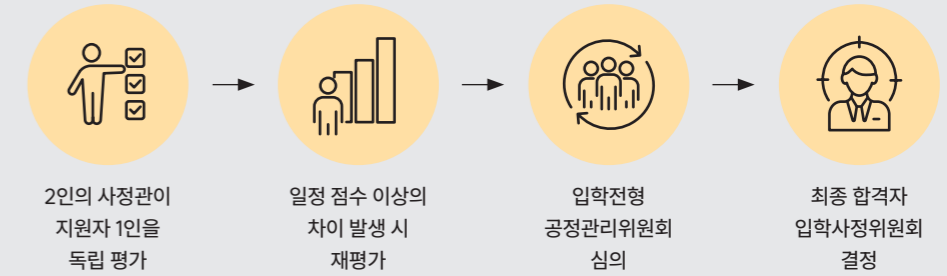 2인의 사정관이
지원자 1인을
독립 평가
일정 점수 이상의
차이 발생 시
재평가
입학전형
공정관리위원회
심의
최종 합격자
입학사정위원회
결정